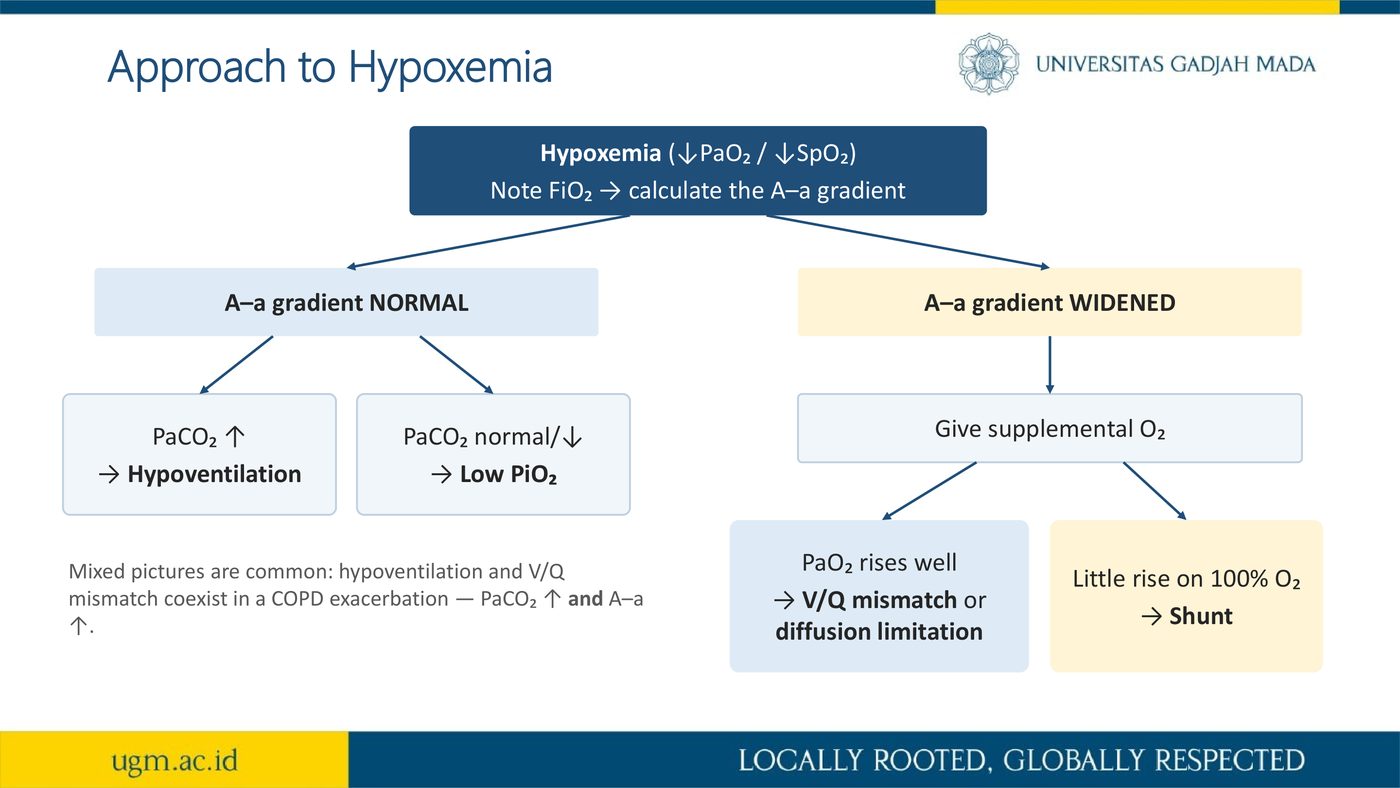 Approach to Hypoxemia
UNIVERSITAS GADJAH MADA
Hypoxemia (↓PaO₂ / ↓SpO₂)
Note FiO₂ → calculate the A–a gradient
A–a gradient NORMAL
A–a gradient WIDENED
PaCO₂ ↑
→ Hypoventilation
PaCO₂ normal/↓
→ Low PiO₂
Give supplemental O₂
PaO₂ rises well
→ V/Q mismatch or
diffusion limitation
Little rise on 100% O₂
→ Shunt
Mixed pictures are common: hypoventilation and V/Q
mismatch coexist in a COPD exacerbation — PaCO₂ ↑ and A–a
↑.
ugm.ac.id
LOCALLY ROOTED, GLOBALLY RESPECTED